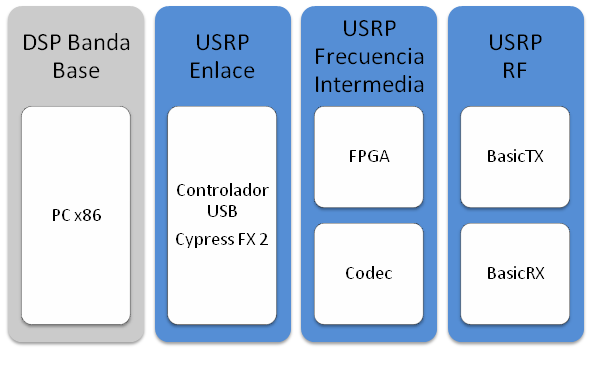 DSP Banda
Base
PC x86
USRP
Enlace
Controlador
USB
Cypress FX 2
USRP
Frecuencia
Intermedia
FPGA
Codec
USRP
RF
BasicTX
BasicRX